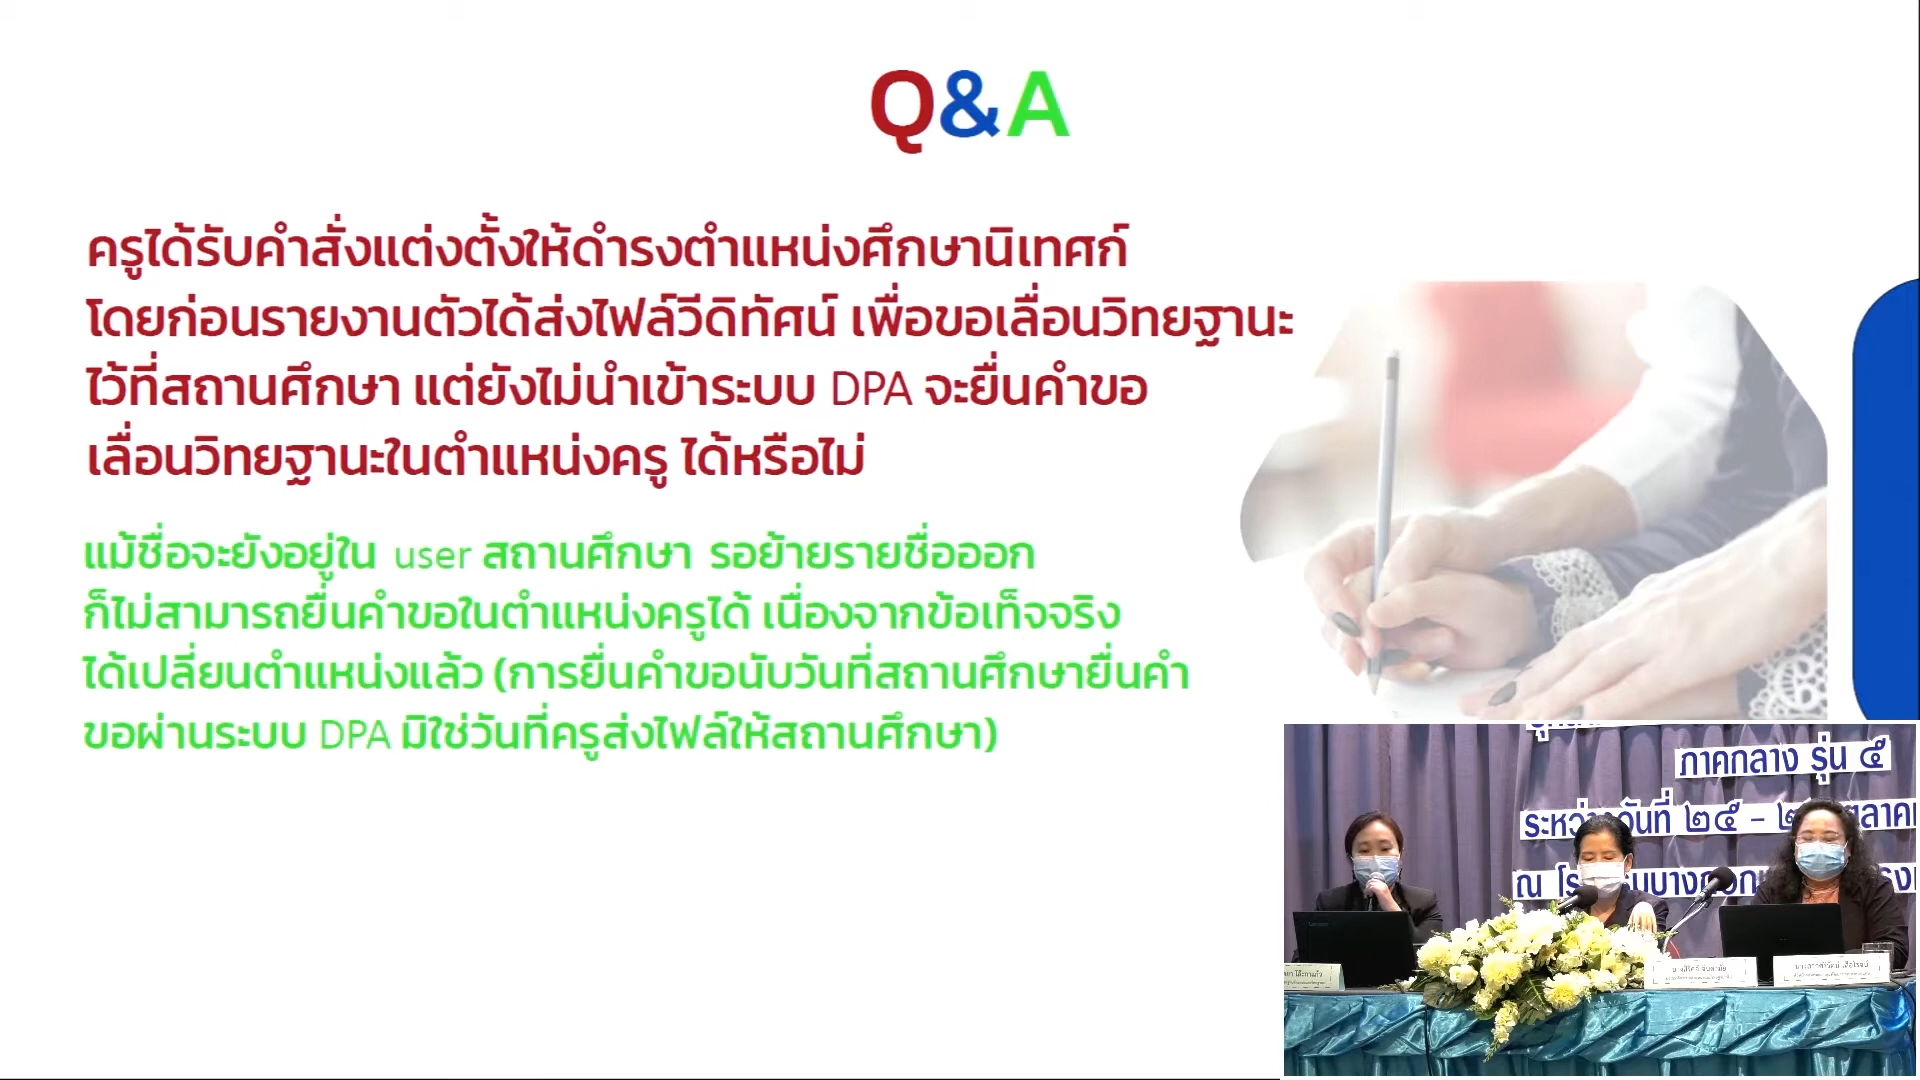 Q&A
ครูได้รับคำสั่งแต่งตั้งให้ดำรงตำแหน่งศึกษานิเทศก์
โดยก่อนรายงานตัวได้ส่งไฟล์วีดิทัศน์ เพื่อขอเลื่อนวิทยฐานะ
ไว้ที่สถานศึกษา แต่ยังไม่นำเข้าระบบ DPA จะยื่นคำขอ
เลื่อนวิทยฐานะในตำแหน่งครู ได้หรือไม่
แม้ชื่อจะยังอยู่ใน user สถานศึกษา รอย้ายรายชื่อออก
ก็ไม่สามารถยื่นคำขอในตำแหน่งครูได้ เนื่องจากข้อเท็จจริง
ได้เปลี่ยนตำแหน่งแล้ว (การยื่นคำขอนับวันที่สถานศึกษายื่นคำ
ขอผ่านระบบ DPA มิใช่วันที่ครูส่งไฟล์ให้สถานศึกษา)
ภาคกลาง รุ่น ๕
ระหว่างวันที่ ๒๕ –
ณ